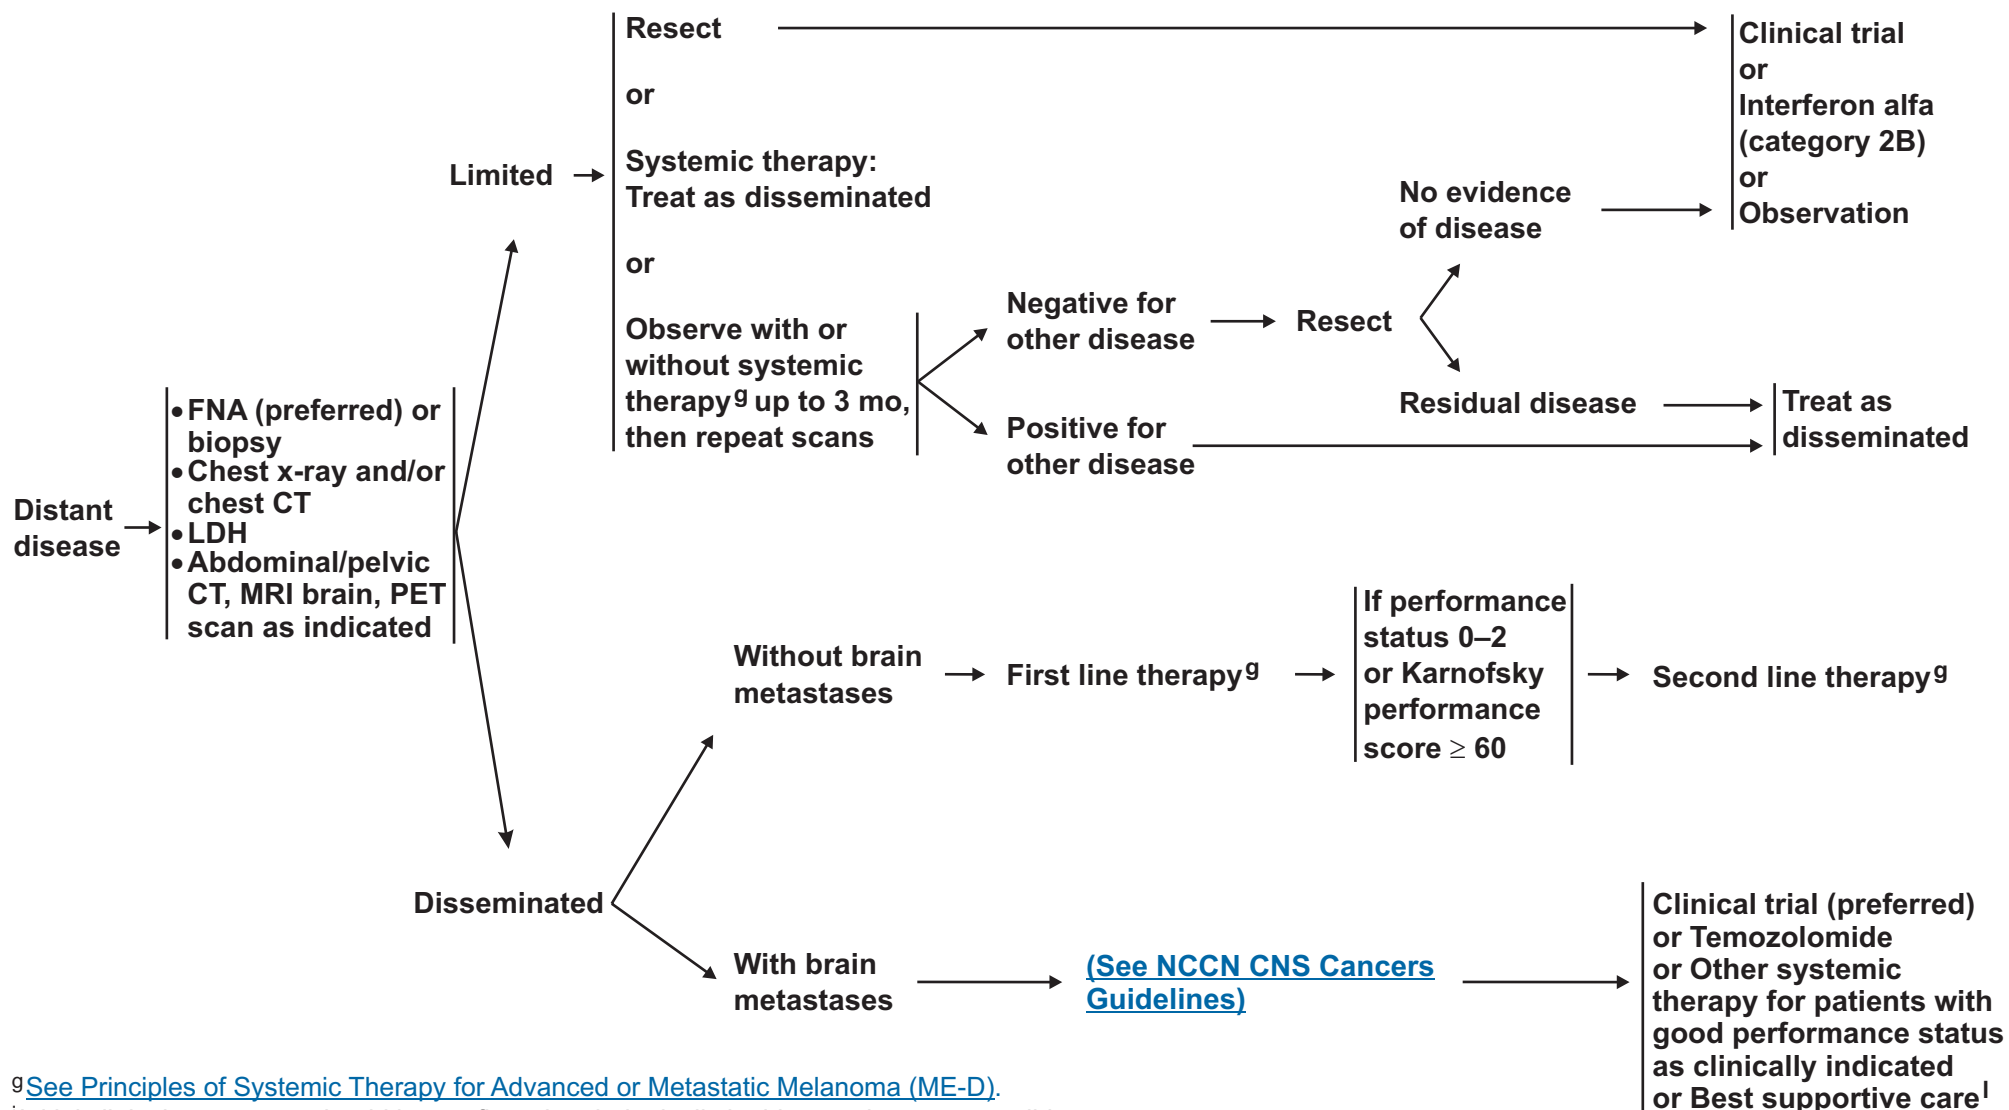 Resect
or
Systemic therapy:
Treat as disseminated
or
Observe with or
without systemic
therapy g up to 3 mo,
then repeat scans
Limited
Negative for
other disease
Positive for
other disease
Resect
No evidence
of disease
Residual disease
Clinical trial
or
Interferon alfa
(category 2B)
or
Observation
Treat as
disseminated
Distant
disease
• FNA (preferred) or
biopsy
• Chest x-ray and/or
chest CT
• LDH
• Abdominal/pelvic
CT, MRI brain, PET
scan as indicated
Disseminated
Without brain
metastases
First line therapy g
If performance
status 0–2
or Karnofsky
performance
score ≥ 60
Second line therapy g
With brain
metastases
(See NCCN CNS Cancers
Guidelines)
Clinical trial (preferred)
or Temozolomide
or Other systemic
therapy for patients with
good performance status
as clinically indicated
or Best supportive care l
g See Principles of Systemic Therapy for Advanced or Metastatic Melanoma (ME-D).